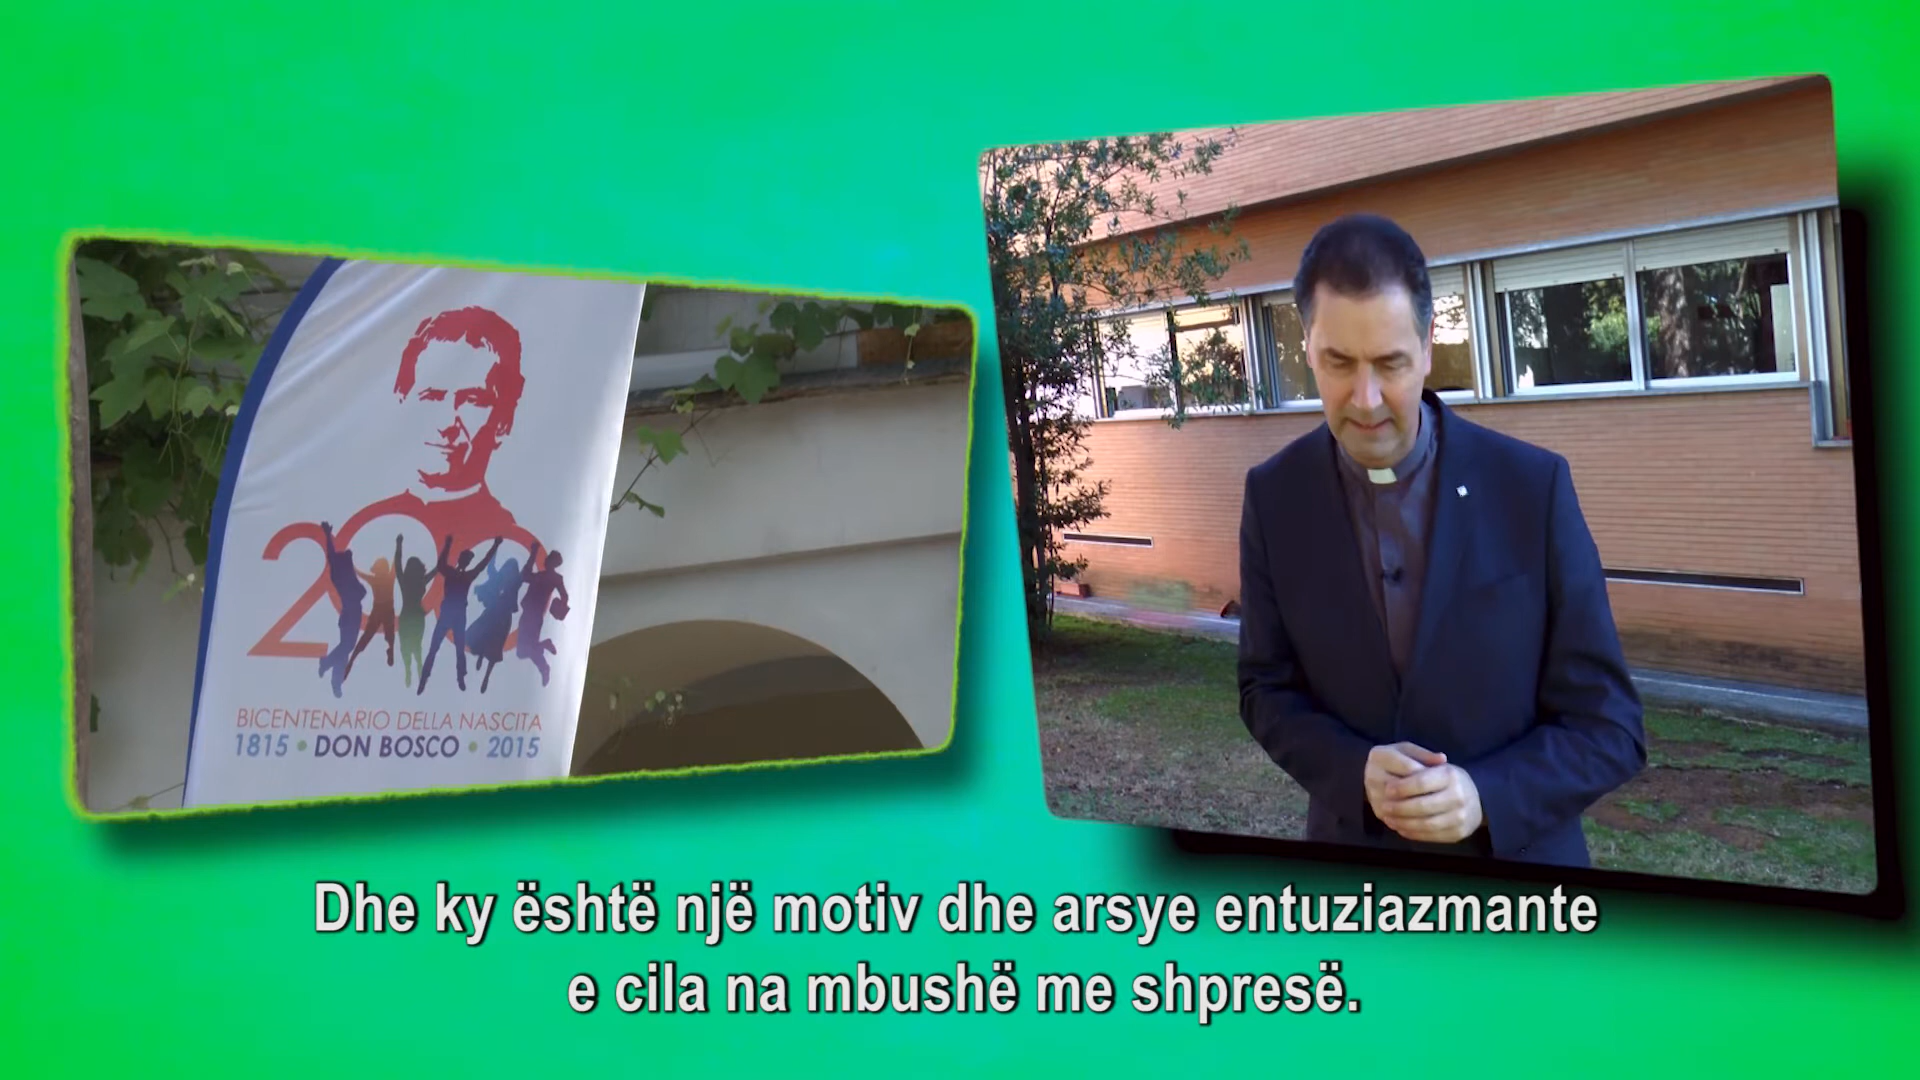 200
BICENTENARIO DELLA NASCITA
1815 • DON BOSCO • 2015
Dhe ky është një motiv dhe arsye entuziazmante
e cila na mbushë me shpresë.